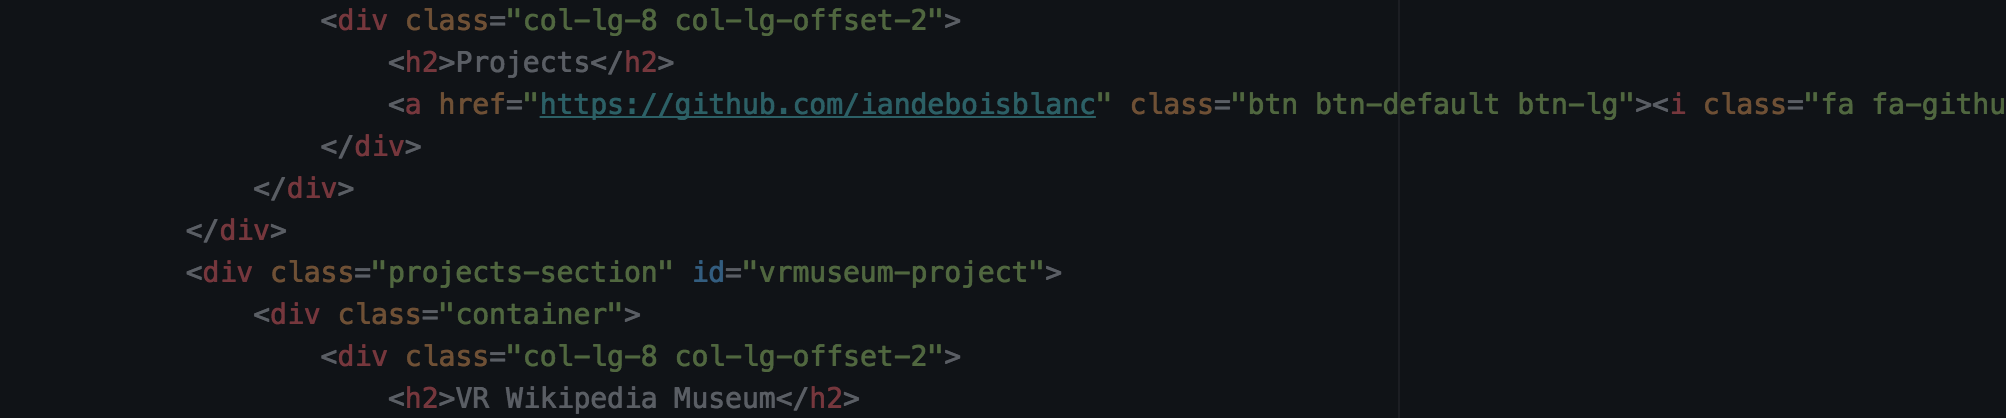 <div class="col-lg-8 col-lg-offset-2">
<h2>Projects</h2>
<a href="https://github.com/iandeboisblanc" class="btn btn-default btn-lg"><i class="fa fa-githu
</div>
</div>
</div>
<div class="projects-section" id="vrmuseum-project">
<div class="container">
<div class="col-lg-8 col-lg-offset-2">
<h2>VR Wikipedia Museum</h2>